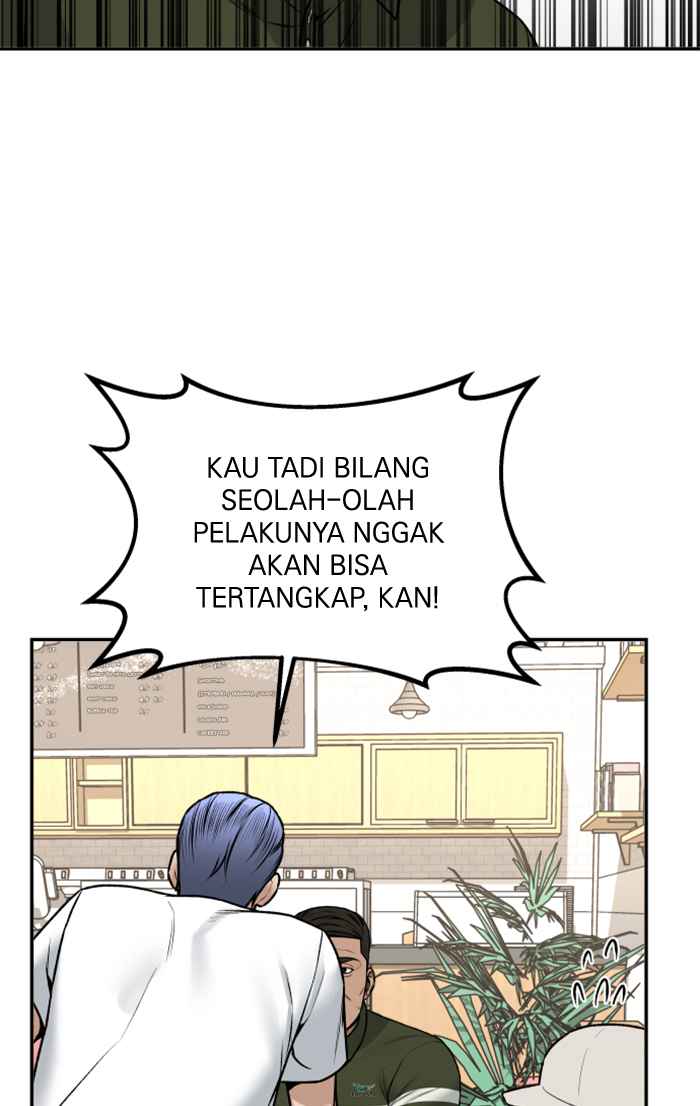 KAU TADI BILANG
SEOLAH-OLAH
PELAKUNYA NGGAK
AKAN BISA
TERTANGKAP, KAN!